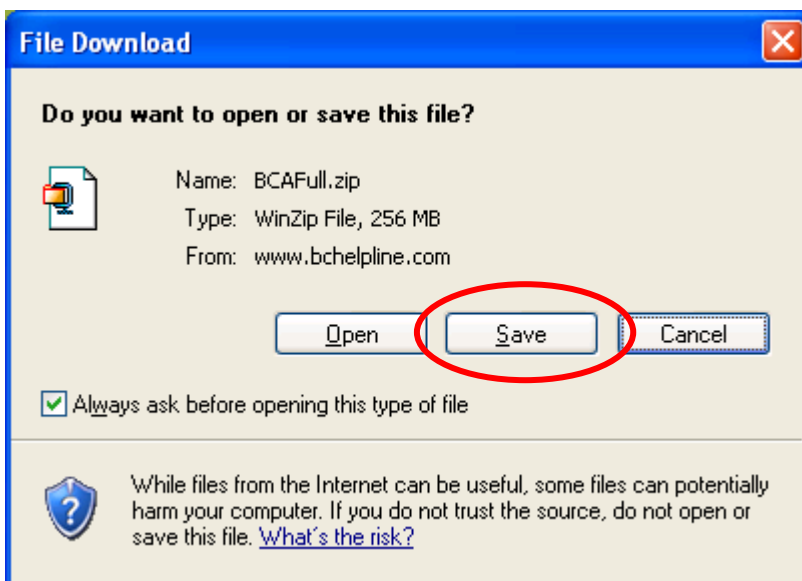 File Download
Do you want to open or save this file?
Name: BCAFull.zip
Type: WinZip File, 256 MB
From: www.bchelpline.com
Open Save Cancel
Always ask before opening this type of file
While files from the Internet can be useful, some files can potentially
harm your computer. If you do not trust the source, do not open or
save this file. What's the risk?